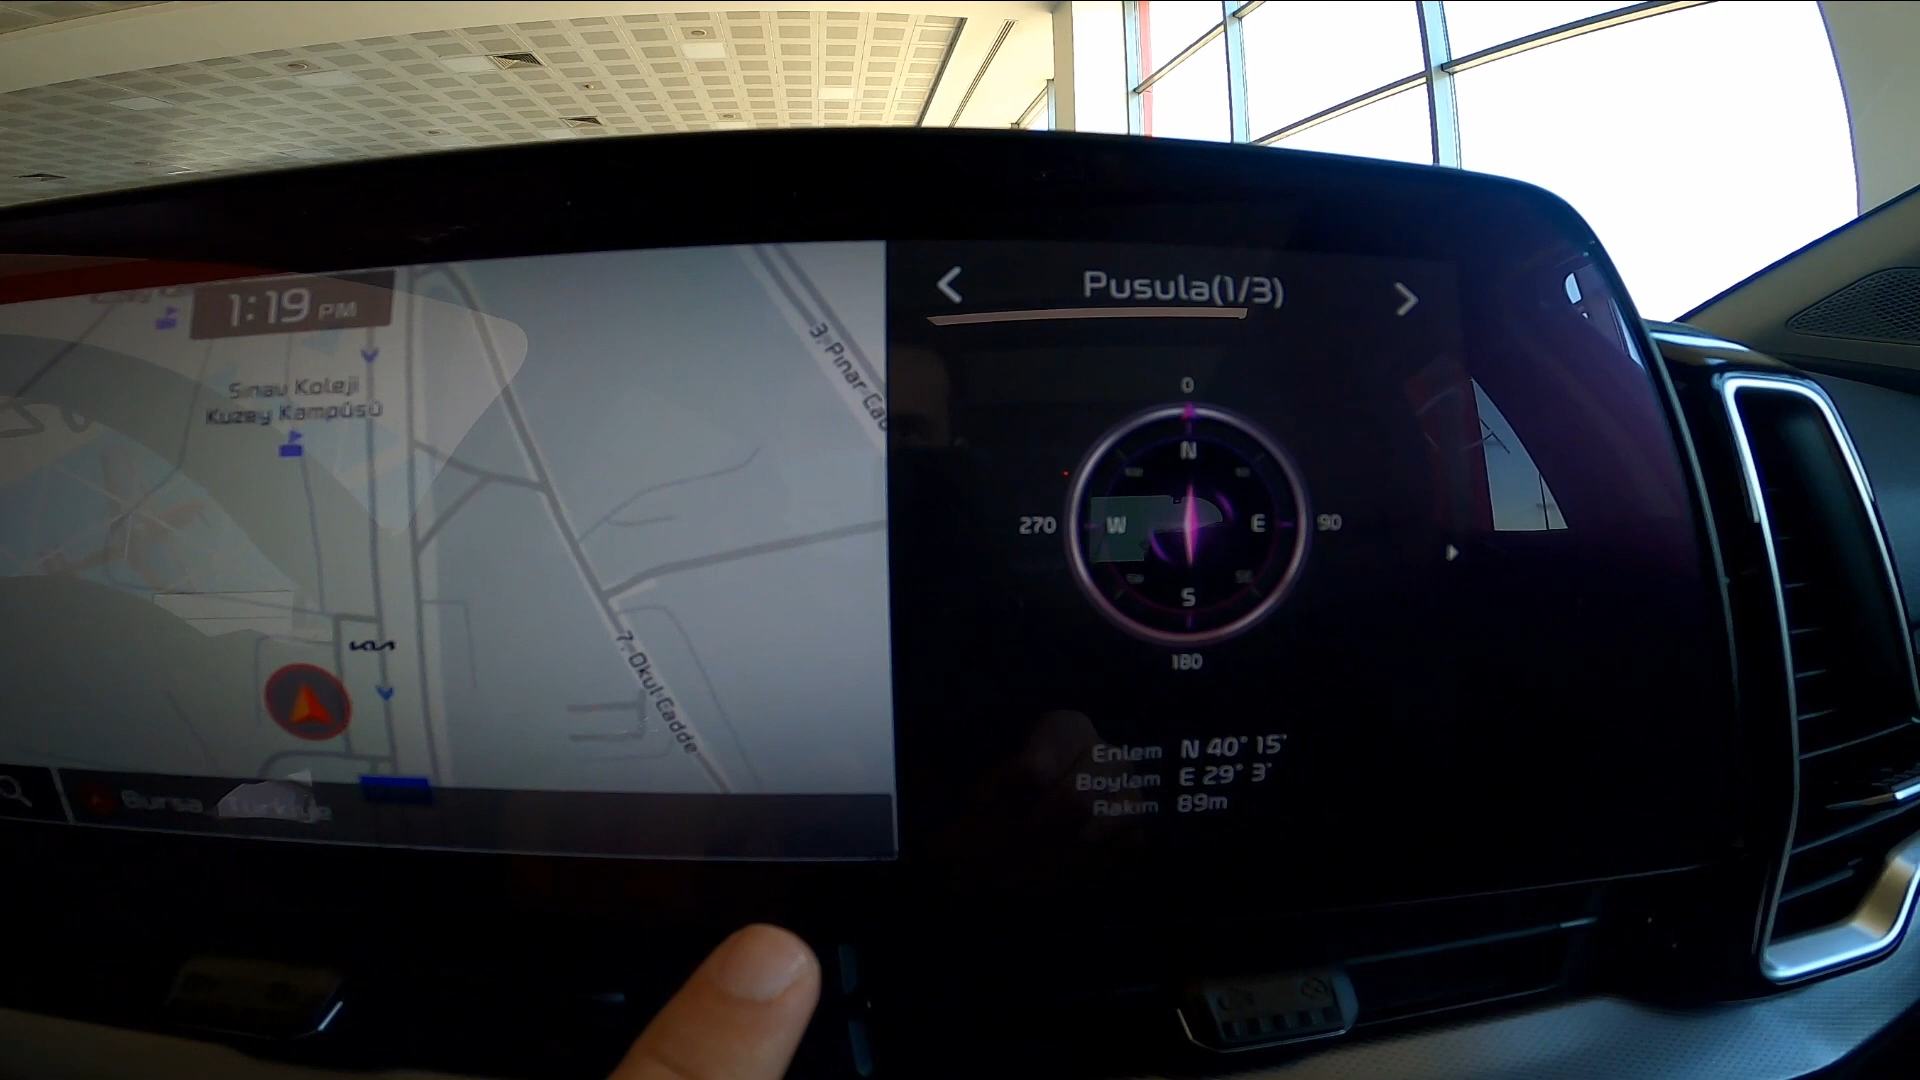 1:19 PM
Sınav Koleji
Kuzey Kampüsü
3. Pınar Cad
7. Okul Cadde
Bursa, Türkiye
Pusula(1/3)
0
N
270 W E 90
S
180
Enlem N 40° 15'
Boylam E 29° 3'
Rakım 89m